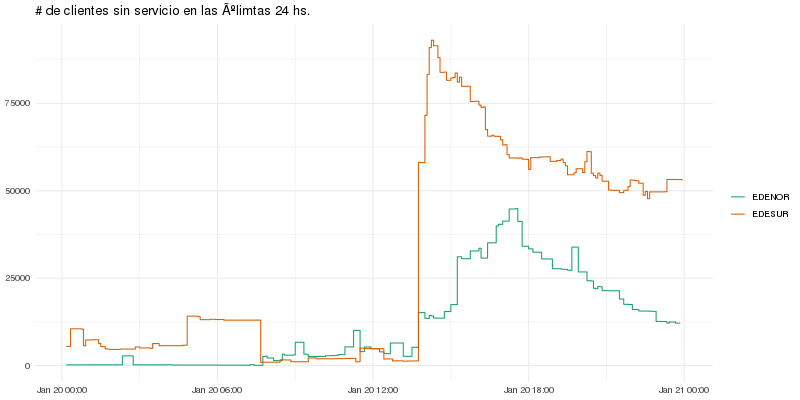 # de clientes sin servicio en las Ãºlimtas 24 hs.
75000
50000
25000
0
Jan 20 00:00
Jan 20 06:00
Jan 20 12:00
Jan 20 18:00
Jan 21 00:00
EDENOR
EDESUR